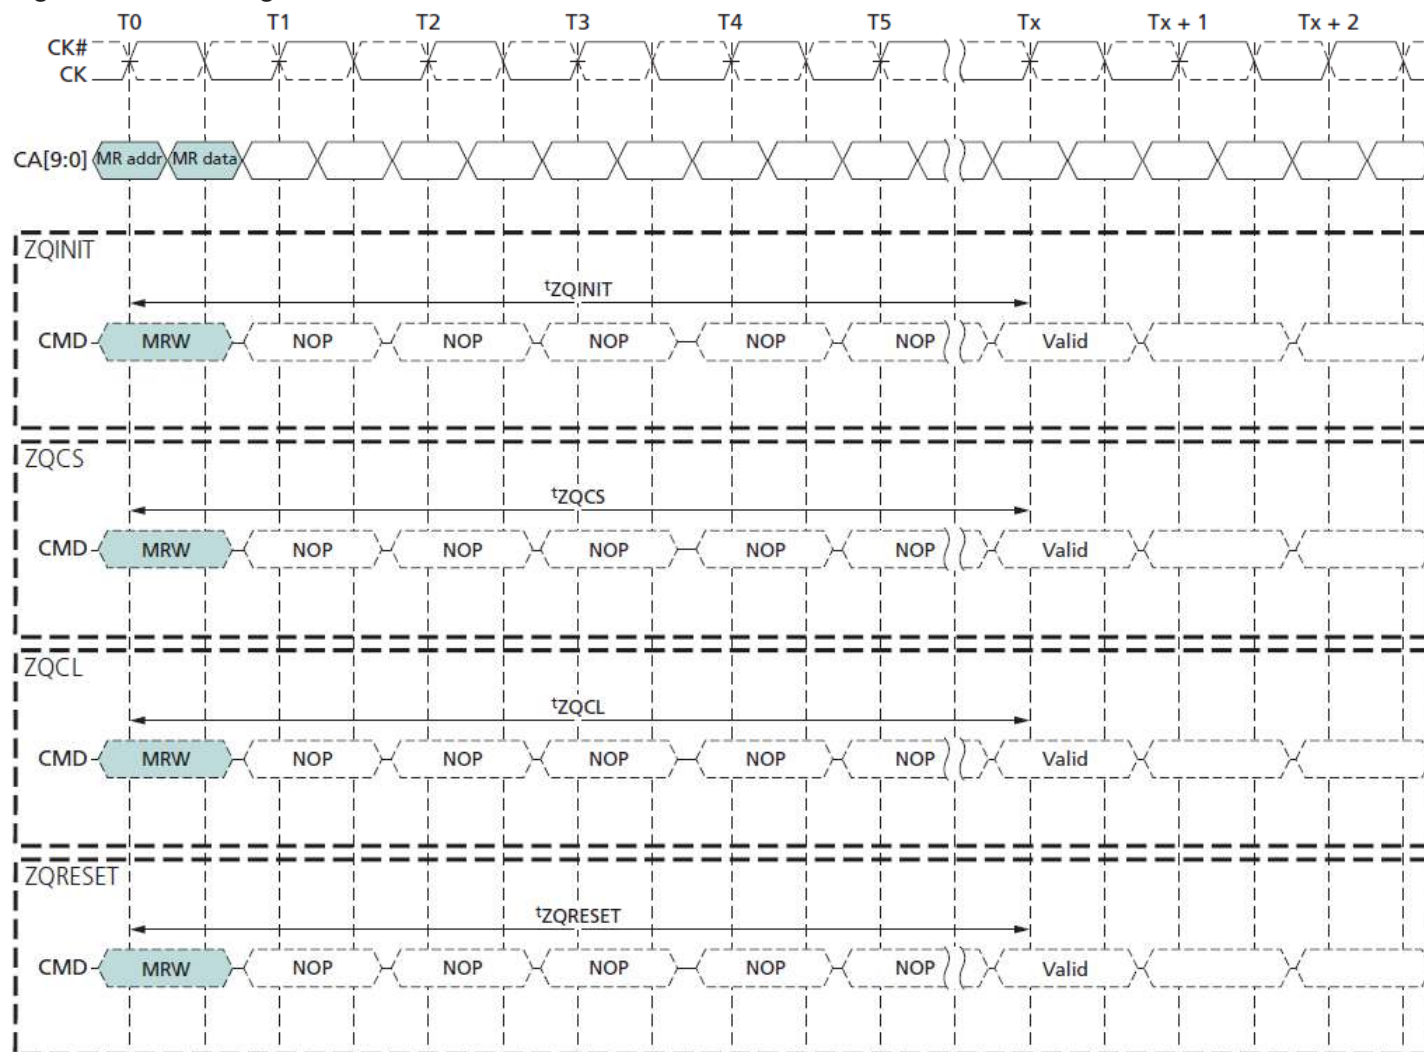 T0 T1 T2 T3 T4 T5 Tx Tx + 1 Tx + 2
CK#
CK
CA[9:0] MR addr MR data
ZQINIT
tZQINIT
CMD MRW NOP NOP NOP NOP NOP Valid
ZQCS
tZQCS
CMD MRW NOP NOP NOP NOP NOP Valid
ZQCL
tZQCL
CMD MRW NOP NOP NOP NOP NOP Valid
ZQRESET
tZQRESET
CMD MRW NOP NOP NOP NOP NOP Valid